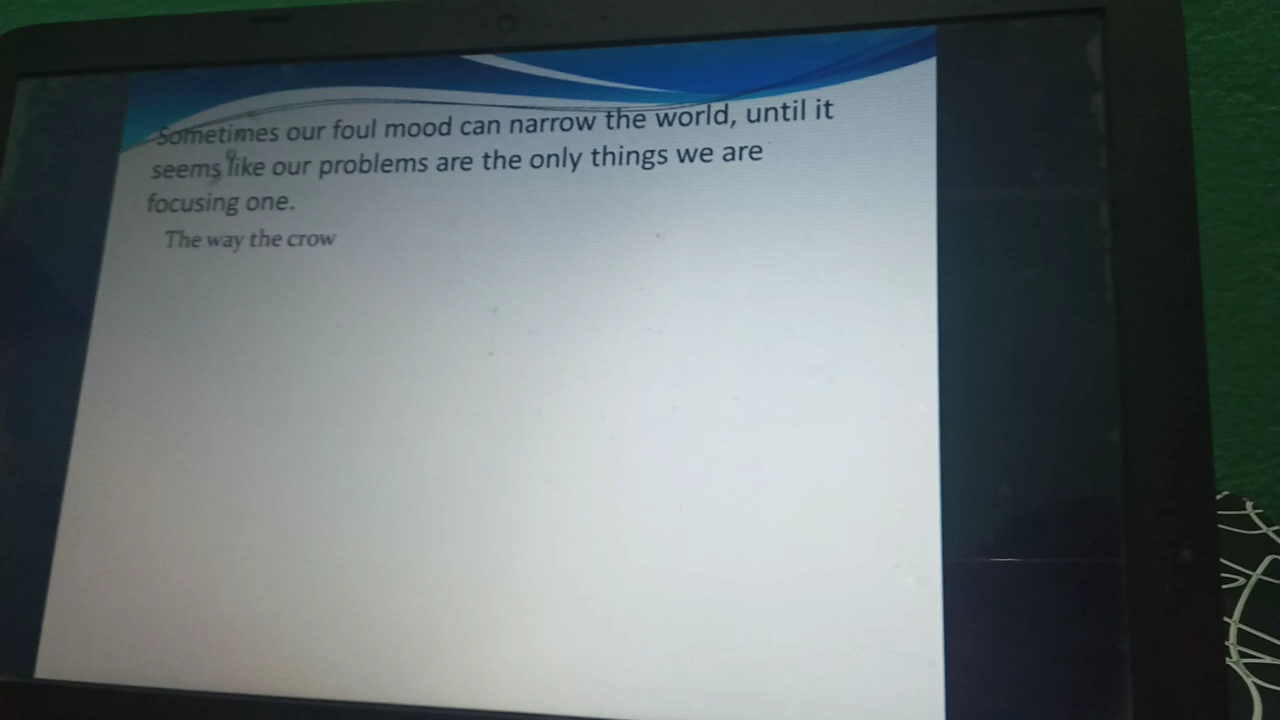 Sometimes our foul mood can narrow the world, until it
seems like our problems are the only things we are
focusing one.
The way the crow